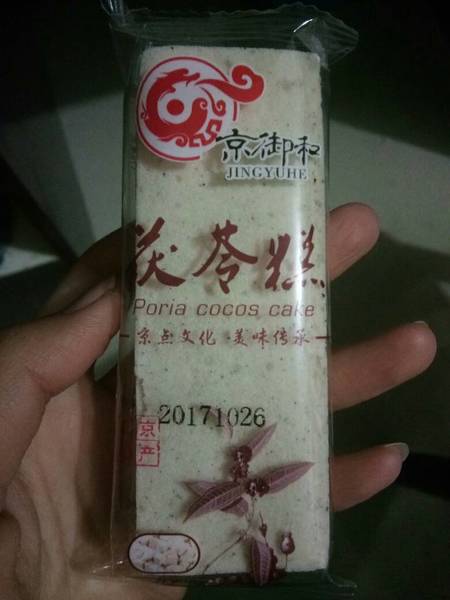 京御和
JINGYUHE
茯苓糕
Poria cocos cake
京点文化 美味传承
20171026
京产